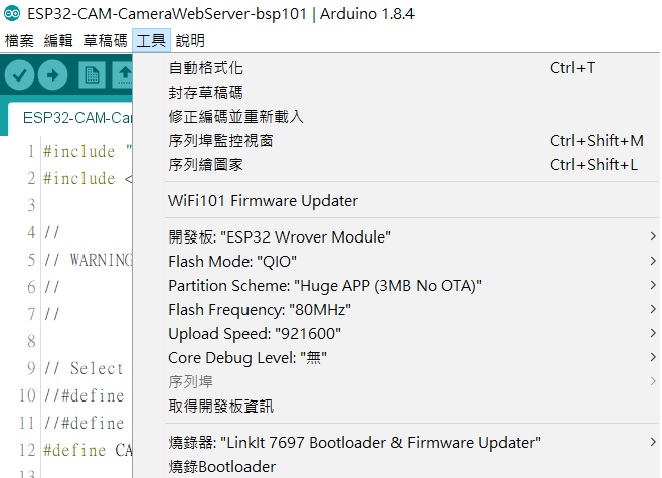 ESP32-CAM-CameraWebServer-bsp101 | Arduino 1.8.4
檔案 編輯 草稿碼 工具 說明
自動格式化 Ctrl+T
封存草稿碼
修正編碼並重新載入
序列埠監控視窗 Ctrl+Shift+M
序列繪圖家 Ctrl+Shift+L
WiFi101 Firmware Updater
開發板: "ESP32 Wrover Module"
Flash Mode: "QIO"
Partition Scheme: "Huge APP (3MB No OTA)"
Flash Frequency: "80MHz"
Upload Speed: "921600"
Core Debug Level: "無"
序列埠
取得開發板資訊
燒錄器: "LinkIt 7697 Bootloader & Firmware Updater"
燒錄Bootloader
ESP32-CAM-Ca
1 #include "
2 #include <
3
4 //
5 // WARNING
6 //
7 //
8
9 // Select
10 //#define
11 //#define
12 #define CA
13